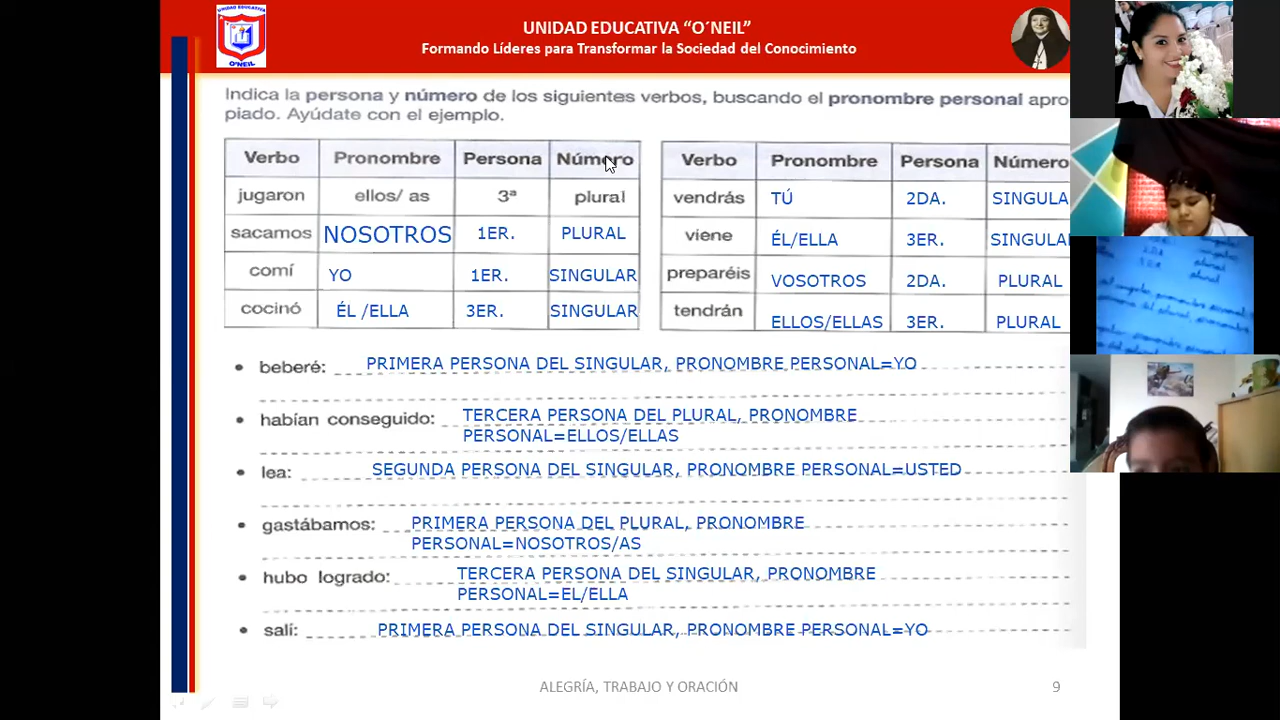 UNIDAD EDUCATIVA
O'NEIL
UNIDAD EDUCATIVA "O´NEIL"
Formando Líderes para Transformar la Sociedad del Conocimiento
Indica la persona y número de los siguientes verbos, buscando el pronombre personal apro
piado. Ayúdate con el ejemplo.
Verbo Pronombre Persona Número
jugaron ellos/ as 3ª plural
sacamos NOSOTROS 1ER. PLURAL
comí YO 1ER. SINGULAR
cocinó ÉL /ELLA 3ER. SINGULAR
Verbo Pronombre Persona Número
vendrás TÚ 2DA. SINGULA
viene ÉL/ELLA 3ER. SINGULA
preparéis VOSOTROS 2DA. PLURAL
tendrán ELLOS/ELLAS 3ER. PLURAL
• beberé: PRIMERA PERSONA DEL SINGULAR, PRONOMBRE PERSONAL=YO
• habían conseguido: TERCERA PERSONA DEL PLURAL, PRONOMBRE
PERSONAL=ELLOS/ELLAS
• lea: SEGUNDA PERSONA DEL SINGULAR, PRONOMBRE PERSONAL=USTED
• gastábamos: PRIMERA PERSONA DEL PLURAL, PRONOMBRE
PERSONAL=NOSOTROS/AS
• hubo logrado: TERCERA PERSONA DEL SINGULAR, PRONOMBRE
PERSONAL=EL/ELLA
• salí: PRIMERA PERSONA DEL SINGULAR, PRONOMBRE PERSONAL=YO
ALEGRÍA, TRABAJO Y ORACIÓN
9